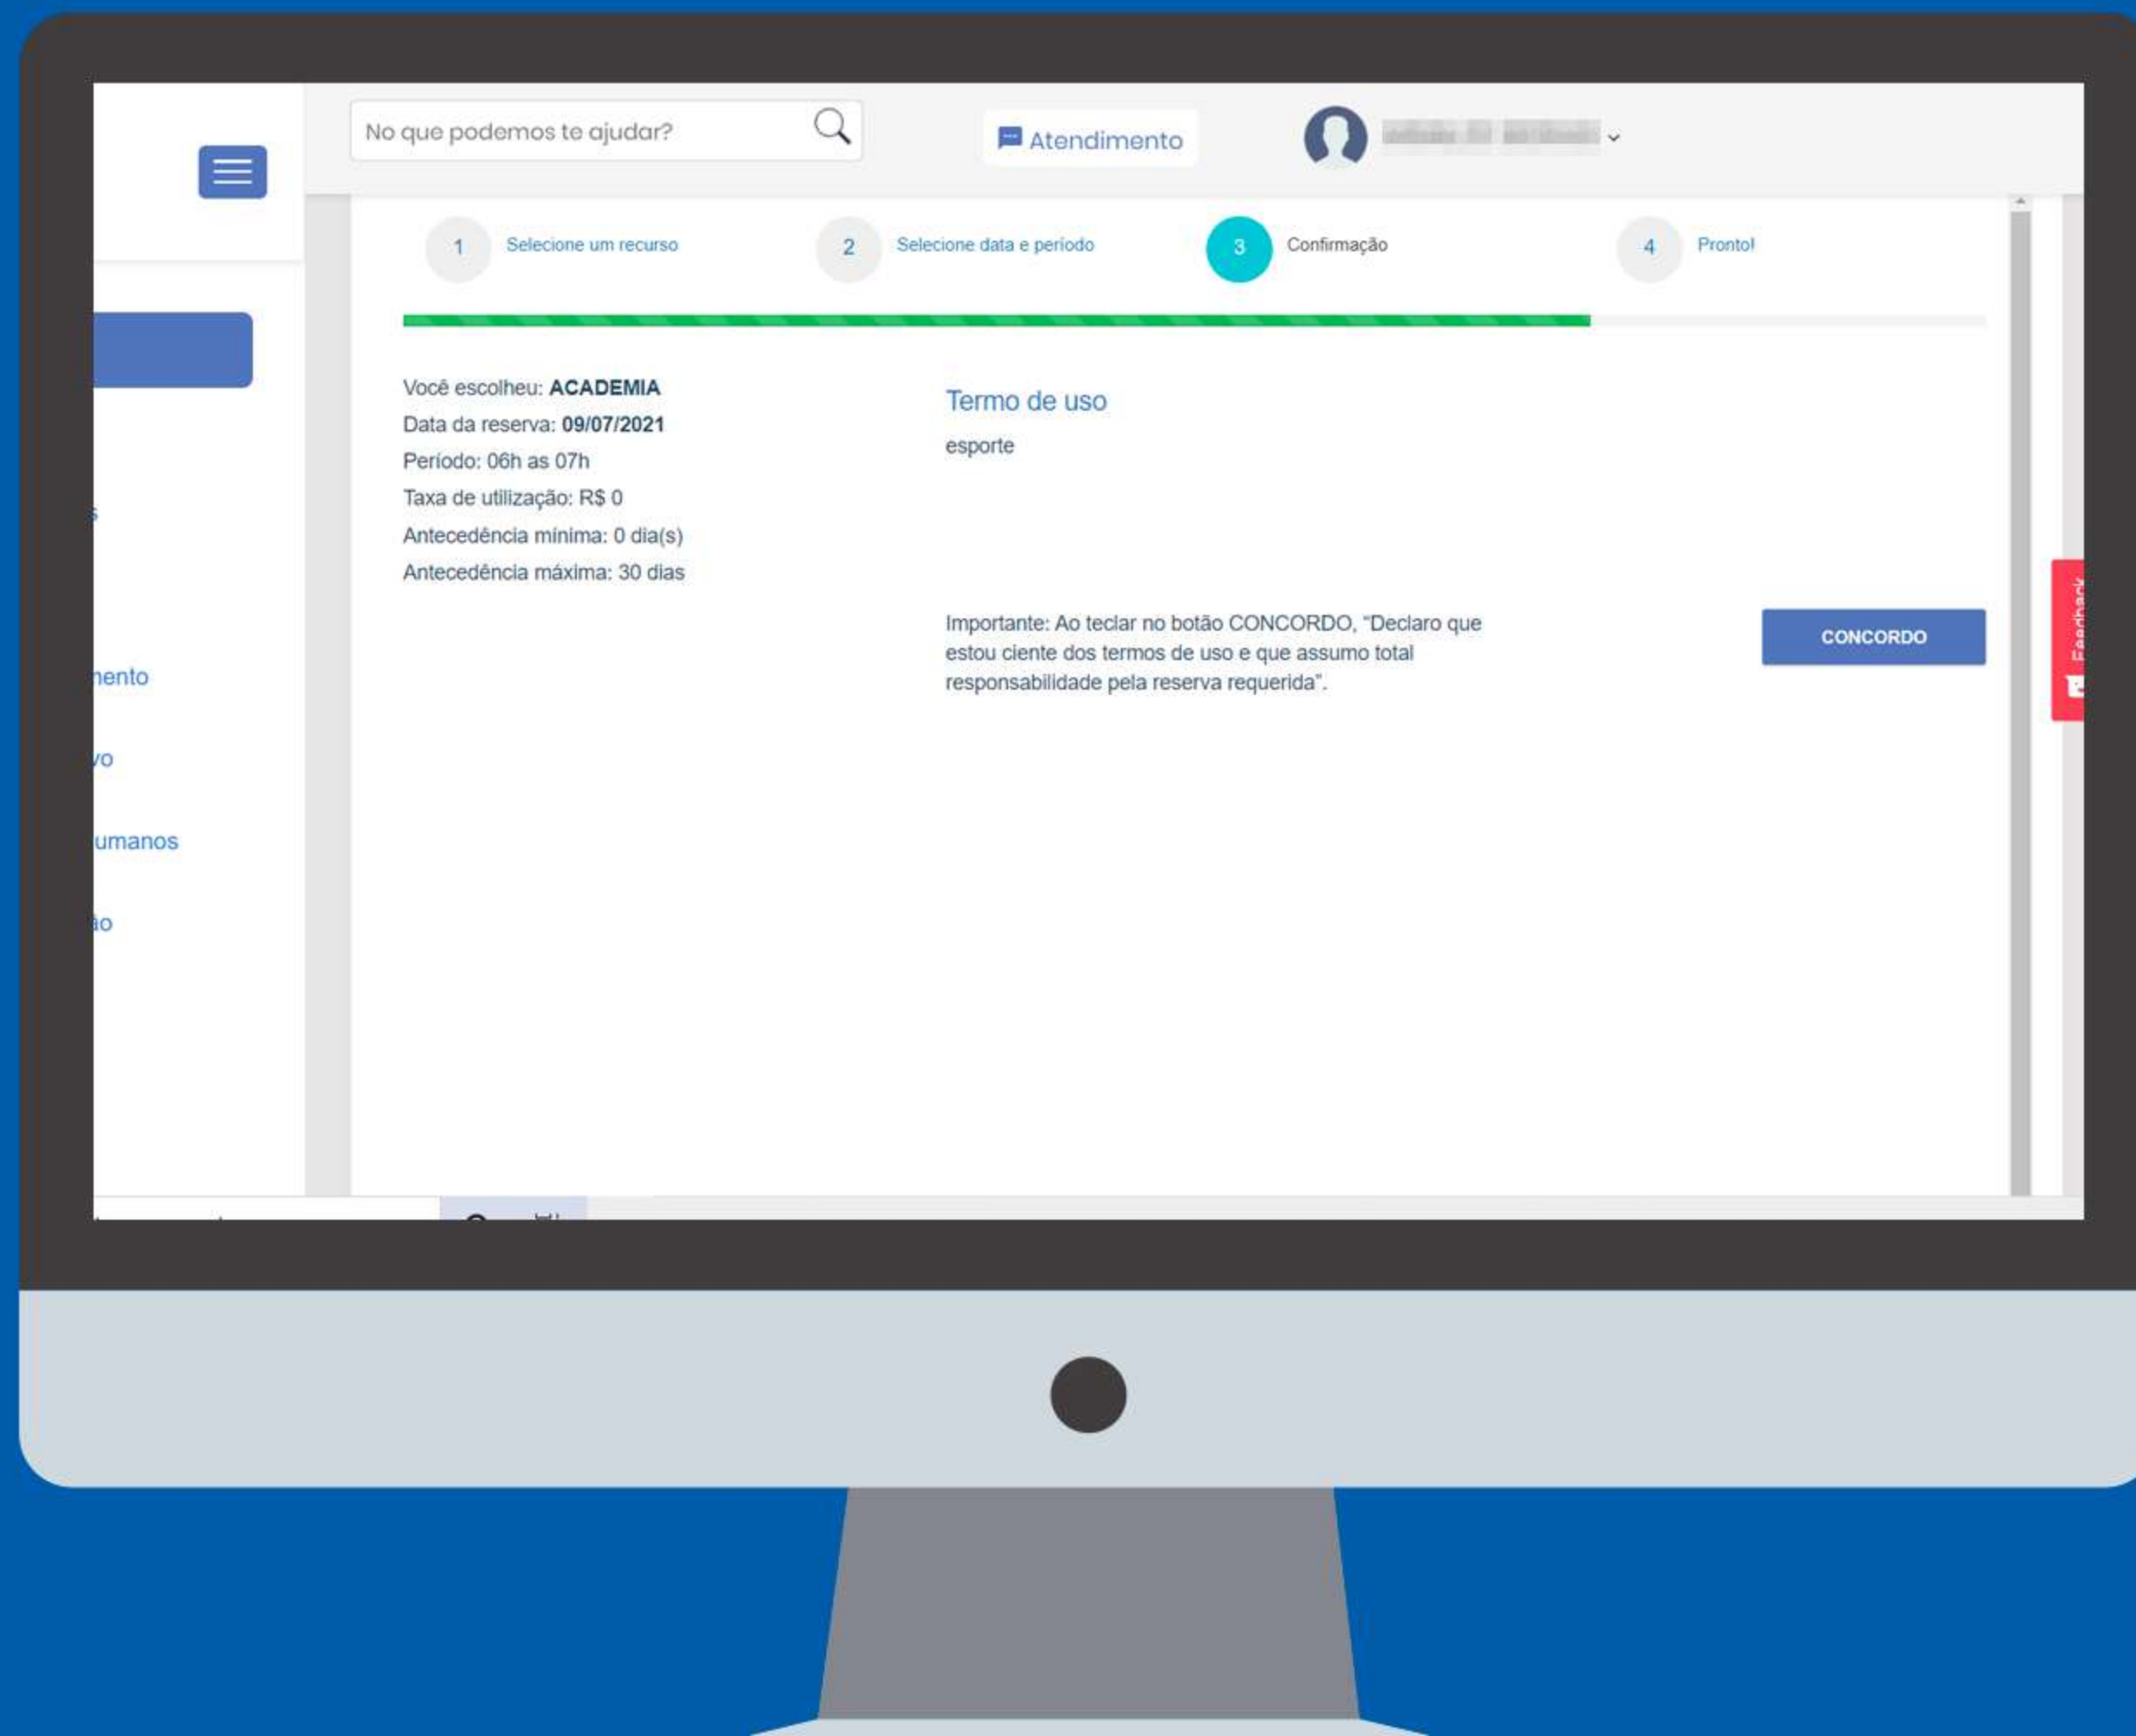 No que podemos te ajudar?
Atendimento
1 Selecione um recurso
2 Selecione data e período
3 Confirmação
4 Pronto!
Você escolheu: ACADEMIA
Data da reserva: 09/07/2021
Período: 06h as 07h
Taxa de utilização: R$ 0
Antecedência mínima: 0 dia(s)
Antecedência máxima: 30 dias
Termo de uso
esporte
Importante: Ao teclar no botão CONCORDO, “Declaro que
estou ciente dos termos de uso e que assumo total
responsabilidade pela reserva requerida”.
CONCORDO
Feedback
s
mento
vo
umanos
ão